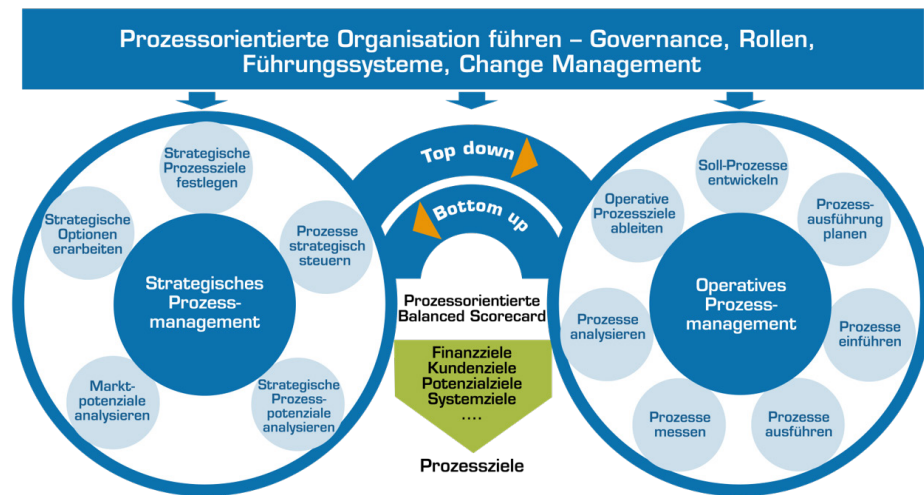 Prozessorientierte Organisation führen – Governance, Rollen,
Führungssysteme, Change Management
Strategische
Prozessziele
festlegen
Strategische
Optionen
erarbeiten
Prozesse
strategisch
steuern
Strategisches
Prozess-
management
Markt-
potenziale
analysieren
Strategische
Prozess-
potenziale
analysieren
Top down
Bottom up
Prozessorientierte
Balanced Scorecard
Finanzziele
Kundenziele
Potenzialziele
Systemziele
....
Prozessziele
Soll-Prozesse
entwickeln
Operative
Prozessziele
ableiten
Prozess-
ausführung
planen
Operatives
Prozess-
management
Prozesse
analysieren
Prozesse
einführen
Prozesse
messen
Prozesse
ausführen